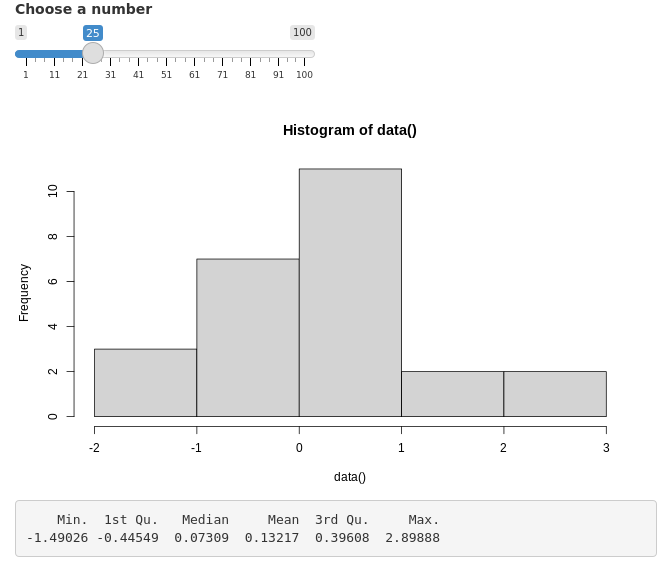 Choose a number
1 25 100
1 11 21 31 41 51 61 71 81 91 100
Histogram of data()
Frequency
10
8
6
4
2
0
-2 -1 0 1 2 3
data()
Min. 1st Qu. Median Mean 3rd Qu. Max.
-1.49026 -0.44549 0.07309 0.13217 0.39608 2.89888